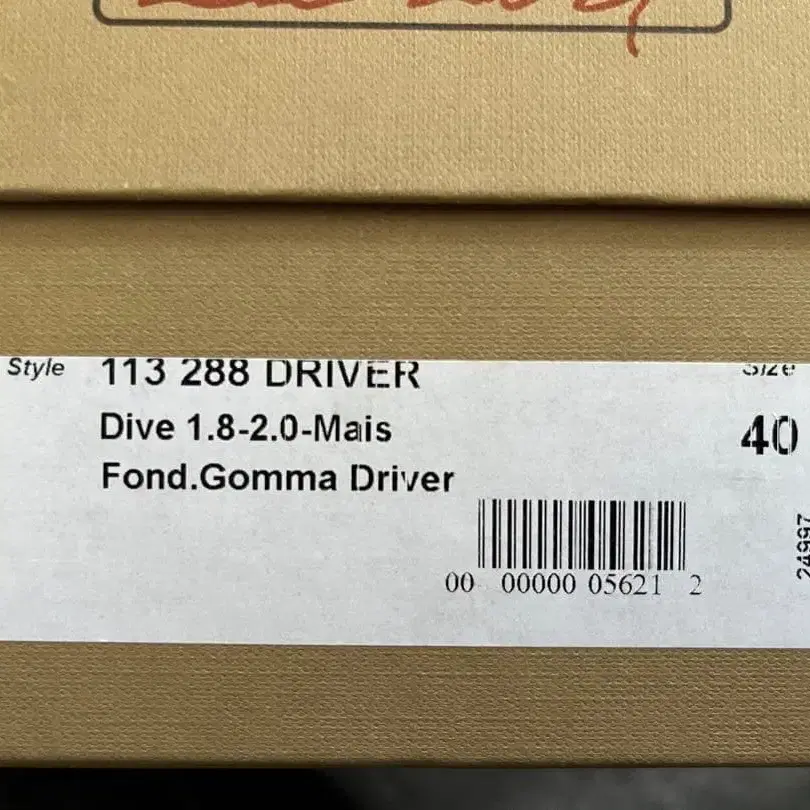 Style 113 288 DRIVER Size
Dive 1.8-2.0-Mais 40
Fond.Gomma Driver
00 00000 05621 2
24997